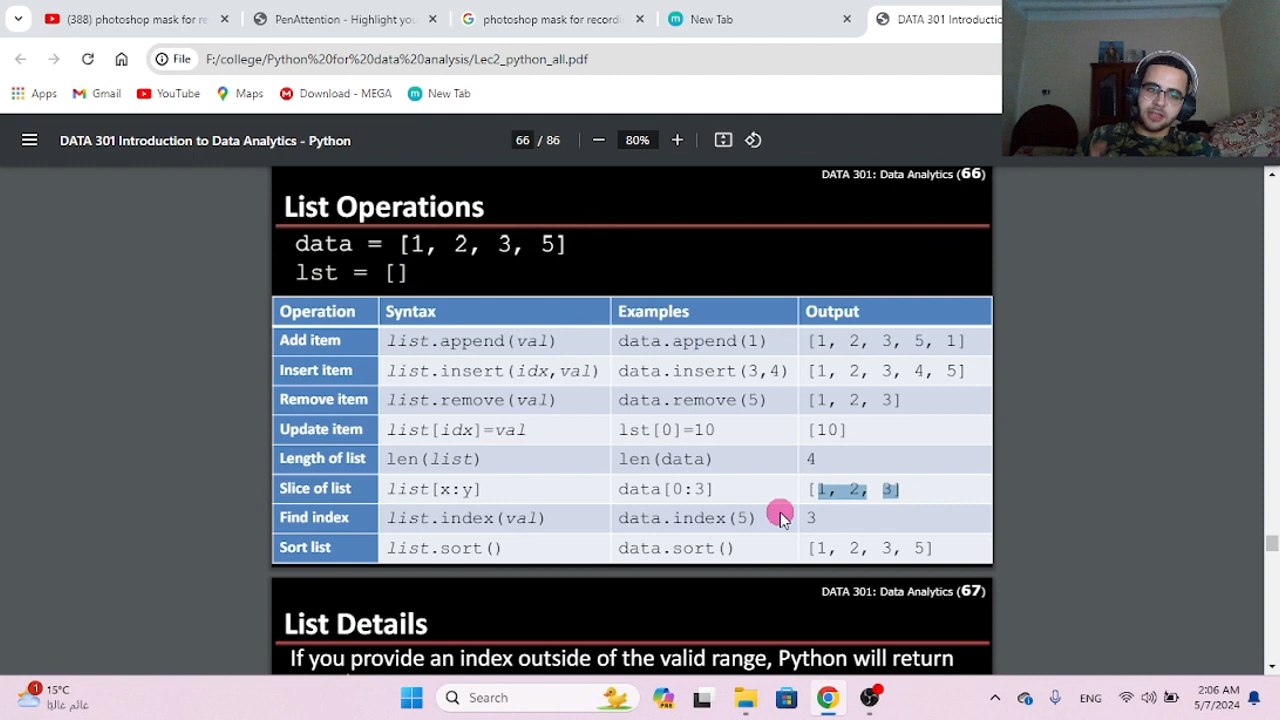 (388) photoshop mask for re
PenAttention - Highlight you
photoshop mask for recordi
New Tab
DATA 301 Introductio
File
F:/college/Python%20for%20data%20analysis/Lec2_python_all.pdf
Apps
Gmail
YouTube
Maps
Download - MEGA
New Tab
DATA 301 Introduction to Data Analytics - Python
66 / 86
80%
DATA 301: Data Analytics (66)
List Operations
data = [1, 2, 3, 5]
lst = []
Operation Syntax Examples Output
Add item list.append(val) data.append(1) [1, 2, 3, 5, 1]
Insert item list.insert(idx,val) data.insert(3,4) [1, 2, 3, 4, 5]
Remove item list.remove(val) data.remove(5) [1, 2, 3]
Update item list[idx]=val lst[0]=10 [10]
Length of list len(list) len(data) 4
Slice of list list[x:y] data[0:3] [1, 2, 3]
Find index list.index(val) data.index(5) 3
Sort list list.sort() data.sort() [1, 2, 3, 5]
DATA 301: Data Analytics (67)
List Details
If you provide an index outside of the valid range, Python will return
1
15°C
غائم غالبًا
Search
PRE
ENG
2:06 AM
5/7/2024